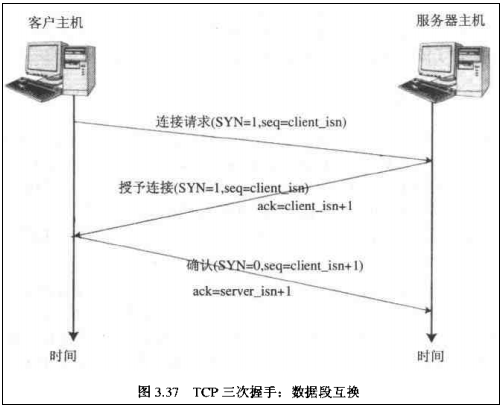 客户主机
服务器主机
连接请求(SYN=1,seq=client_isn)
授予连接(SYN=1,seq=client_isn)
ack=client_isn+1
确认(SYN=0,seq=client_isn+1)
ack=server_isn+1
时间
时间
图 3.37 TCP 三次握手：数据段互换